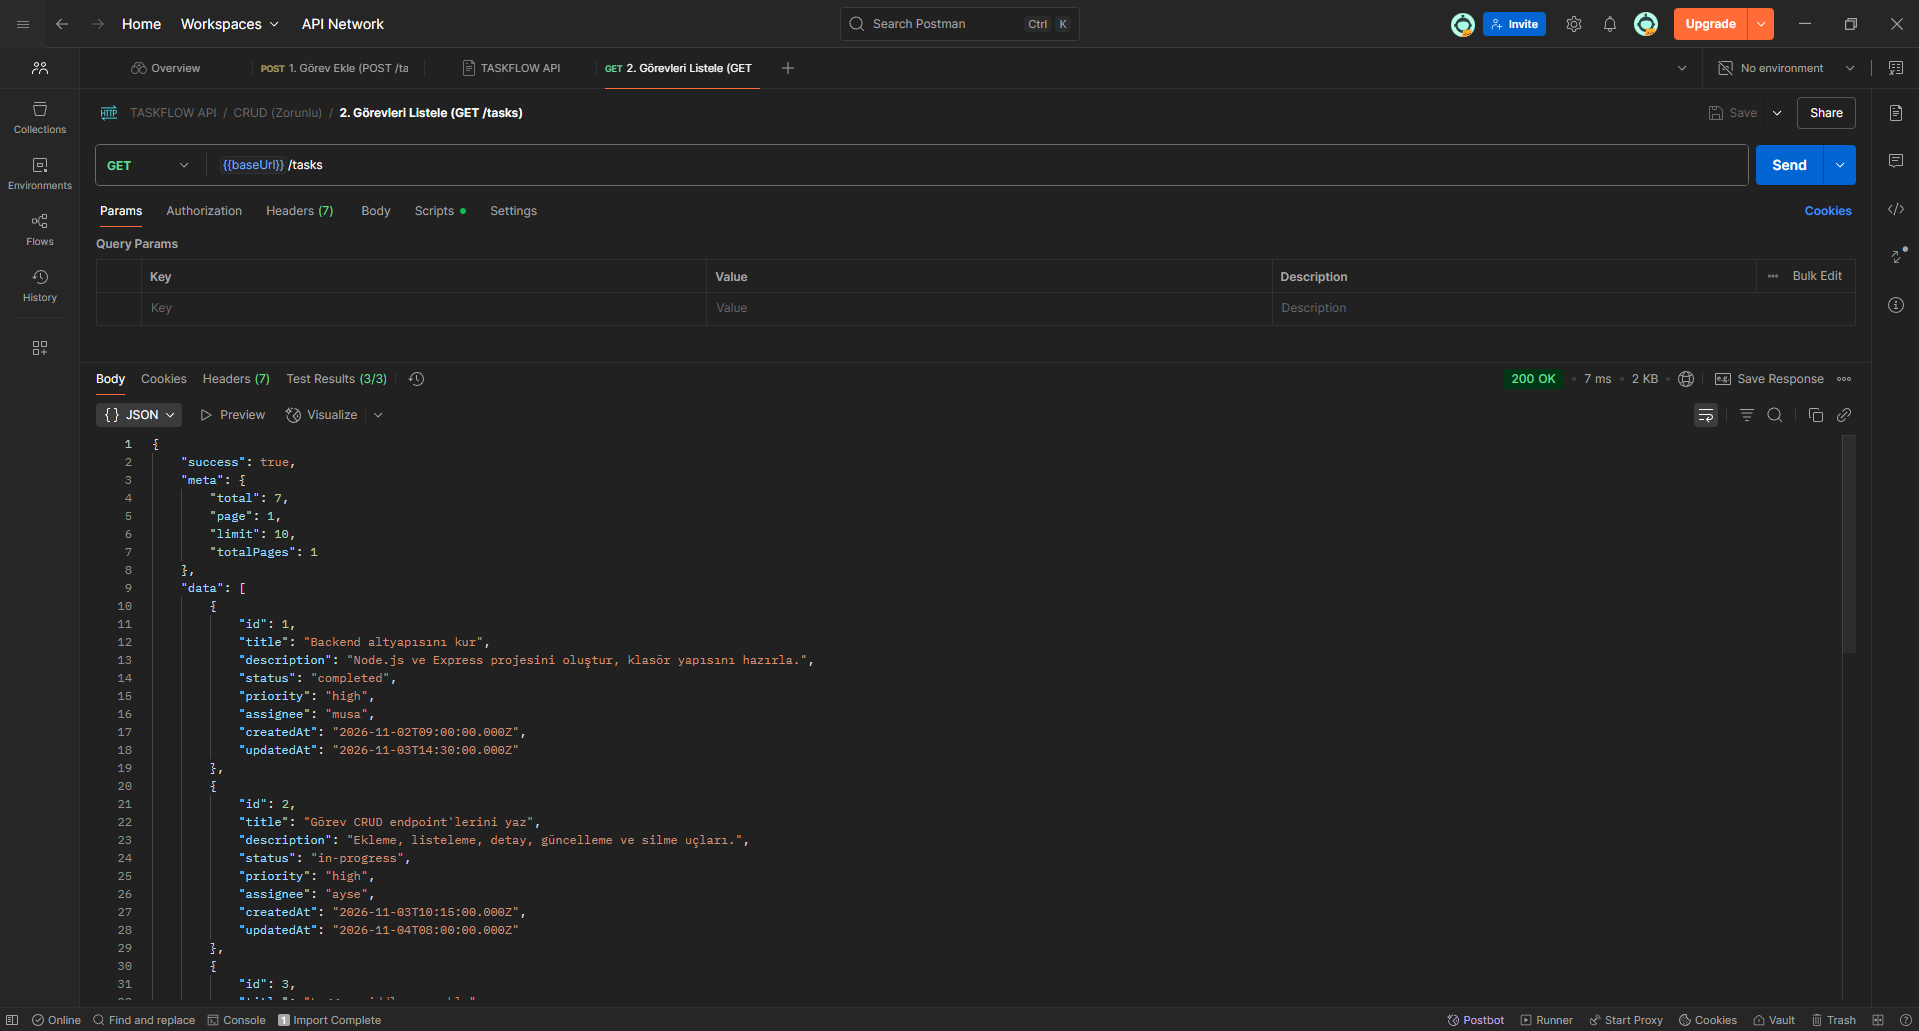 Home Workspaces API Network Search Postman Ctrl K Invite Upgrade
Overview POST 1. Görev Ekle (POST /ta TASKFLOW API GET 2. Görevleri Listele (GET No environment
HTTP TASKFLOW API / CRUD (Zorunlu) / 2. Görevleri Listele (GET /tasks) Save Share
Collections
Environments
Flows
History
GET {{baseUrl}} /tasks Send
Params Authorization Headers (7) Body Scripts Settings Cookies
Query Params
Key Value Description Bulk Edit
Key Value Description
Body Cookies Headers (7) Test Results (3/3) 200 OK 7 ms 2 KB e.g. Save Response
{ } JSON Preview Visualize
1 {
2 "success": true,
3 "meta": {
4 "total": 7,
5 "page": 1,
6 "limit": 10,
7 "totalPages": 1
8 },
9 "data": [
10 {
11 "id": 1,
12 "title": "Backend altyapısını kur",
13 "description": "Node.js ve Express projesini oluştur, klasör yapısını hazırla.",
14 "status": "completed",
15 "priority": "high",
16 "assignee": "musa",
17 "createdAt": "2026-11-02T09:00:00.000Z",
18 "updatedAt": "2026-11-03T14:30:00.000Z"
19 },
20 {
21 "id": 2,
22 "title": "Görev CRUD endpoint'lerini yaz",
23 "description": "Ekleme, listeleme, detay, güncelleme ve silme uçları.",
24 "status": "in-progress",
25 "priority": "high",
26 "assignee": "ayse",
27 "createdAt": "2026-11-03T10:15:00.000Z",
28 "updatedAt": "2026-11-04T08:00:00.000Z"
29 },
30 {
31 "id": 3,
Online Find and replace Console 1 Import Complete Postbot Runner Start Proxy Cookies Vault Trash